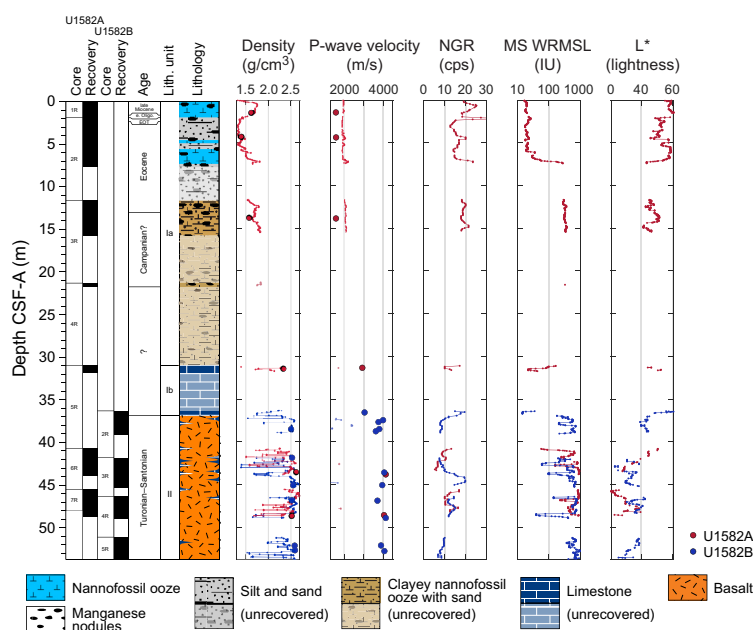 U1582A
U1582B
Core
Recovery
Core
Recovery
Age
Lith. unit
Lithology
Density
(g/cm³)
P-wave velocity
(m/s)
NGR
(cps)
MS WRMSL
(IU)
L*
(lightness)
1.5 2.0 2.5
2000 4000
0 10 20 30
10 100 1000
0 20 40 60
Depth CSF-A (m)
0
5
10
15
20
25
30
35
40
45
50
1R
2R
3R
4R
5R
6R
7R
2R
3R
4R
5R
late
Miocene
e. Oligo.
EOT
Eocene
Campanian?
?
Turonian–Santonian
Ia
Ib
II
U1582A
U1582B
Nannofossil ooze
Manganese
nodules
Silt and sand
(unrecovered)
Clayey nannofossil
ooze with sand
(unrecovered)
Limestone
(unrecovered)
Basalt